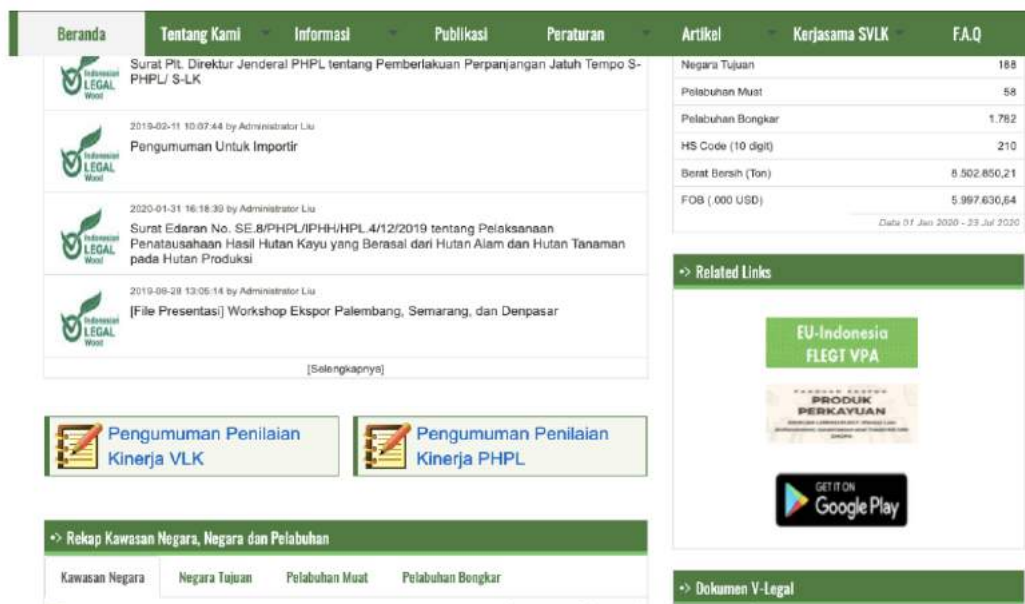 Beranda
Tentang Kami
Informasi
Publikasi
Peraturan
Artikel
Kerjasama SVLK
F.A.Q
Indonesian
LEGAL
Wood
Surat Plt. Direktur Jenderal PHPL tentang Pemberlakuan Perpanjangan Jatuh Tempo S-
PHPL/ S-LK
2019-02-11 10:07:44 by Administrator Liu
Indonesian
LEGAL
Wood
Pengumuman Untuk Importir
2020-01-31 16:18:39 by Administrator Liu
Indonesian
LEGAL
Wood
Surat Edaran No. SE.8/PHPL/IPHH/HPL.4/12/2019 tentang Pelaksanaan
Penatausahaan Hasil Hutan Kayu yang Berasal dari Hutan Alam dan Hutan Tanaman
pada Hutan Produksi
2019-08-28 13:05:14 by Administrator Liu
Indonesian
LEGAL
Wood
[File Presentasi] Workshop Ekspor Palembang, Semarang, dan Denpasar
[Selengkapnya]
Pengumuman Penilaian
Kinerja VLK
Pengumuman Penilaian
Kinerja PHPL
•> Rekap Kawasan Negara, Negara dan Pelabuhan
Kawasan Negara
Negara Tujuan
Pelabuhan Muat
Pelabuhan Bongkar
Negara Tujuan 188
Pelabuhan Muat 58
Pelabuhan Bongkar 1.782
HS Code (10 digit) 210
Berat Bersih (Ton) 8.502.850,21
FOB (.000 USD) 5.997.630,64
Data 01 Jan 2020 - 23 Jul 2020
•> Related Links
EU-Indonesia
FLEGT VPA
PRODUK
PERKAYUAN
GET IT ON
Google Play
•> Dokumen V-Legal